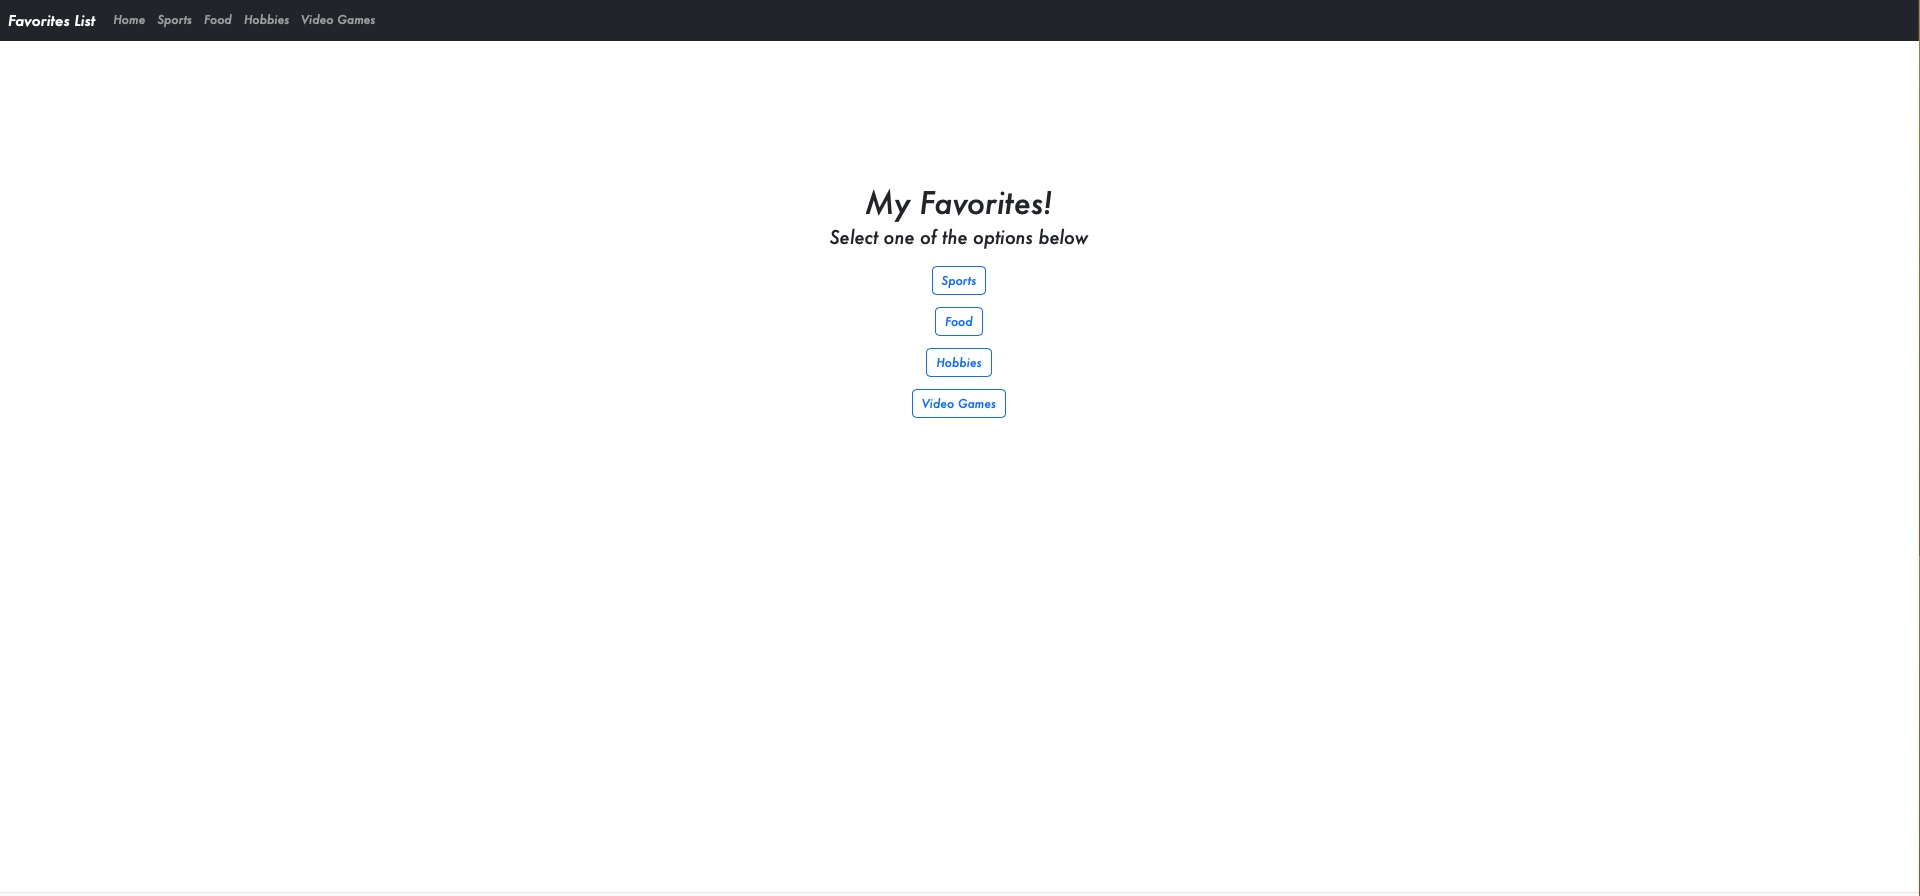 Favorites List Home Sports Food Hobbies Video Games
My Favorites!
Select one of the options below
Sports
Food
Hobbies
Video Games